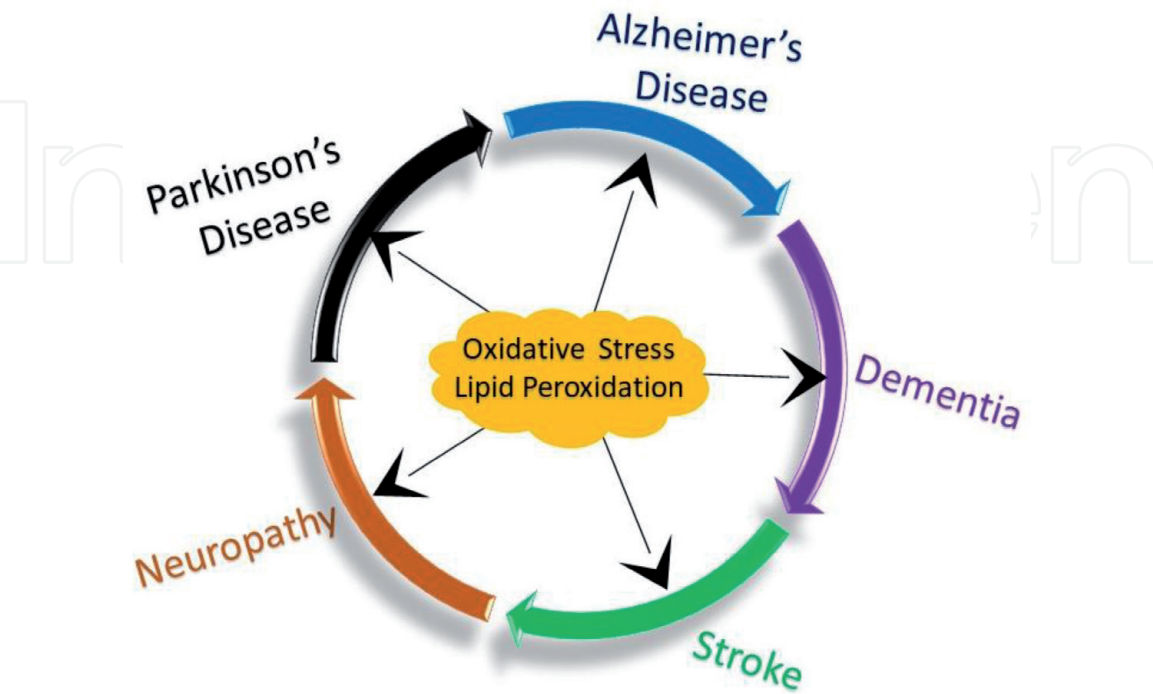 Alzheimer's
Disease
Parkinson's
Disease
Oxidative Stress
Lipid Peroxidation
Dementia
Neuropathy
Stroke